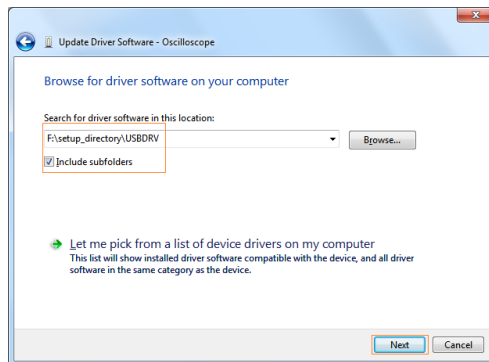 Update Driver Software - Oscilloscope
Browse for driver software on your computer
Search for driver software in this location:
F:\setup_directory\USBDRV
Browse...
Include subfolders
Let me pick from a list of device drivers on my computer
This list will show installed driver software compatible with the device, and all driver
software in the same category as the device.
Next Cancel